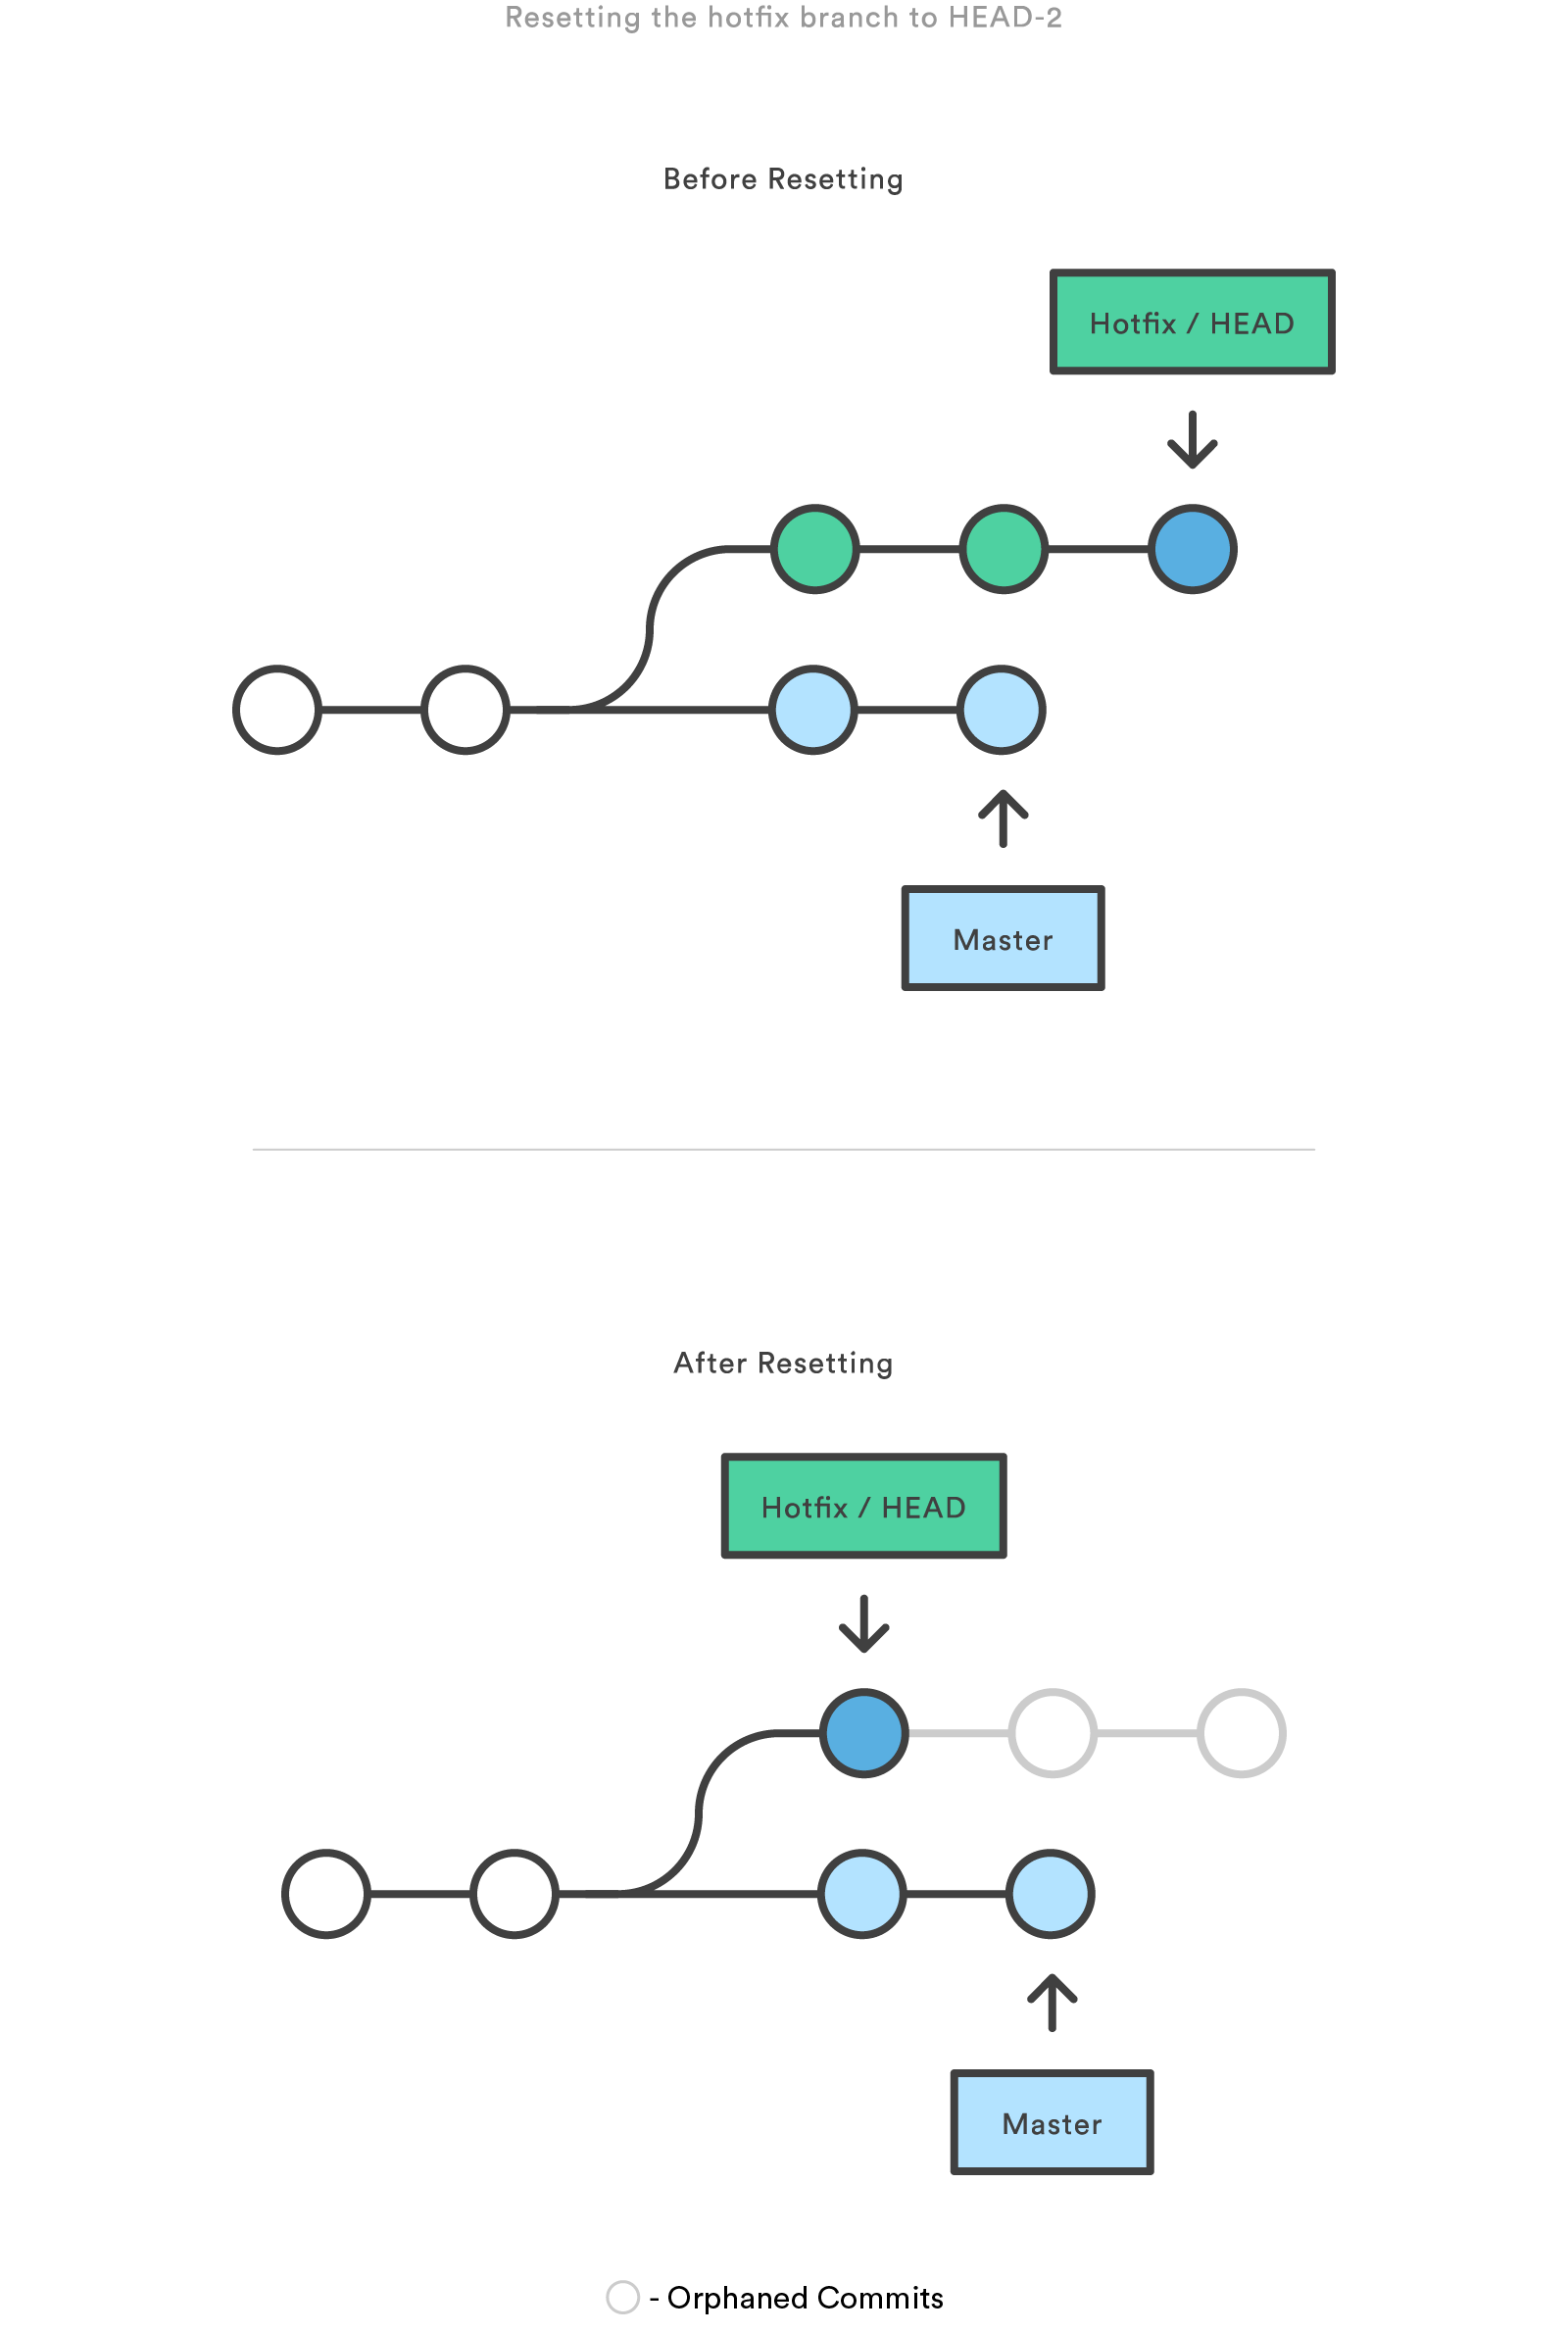 Resetting the hotfix branch to HEAD-2
Before Resetting
Hotfix / HEAD
Master
After Resetting
Hotfix / HEAD
Master
- Orphaned Commits